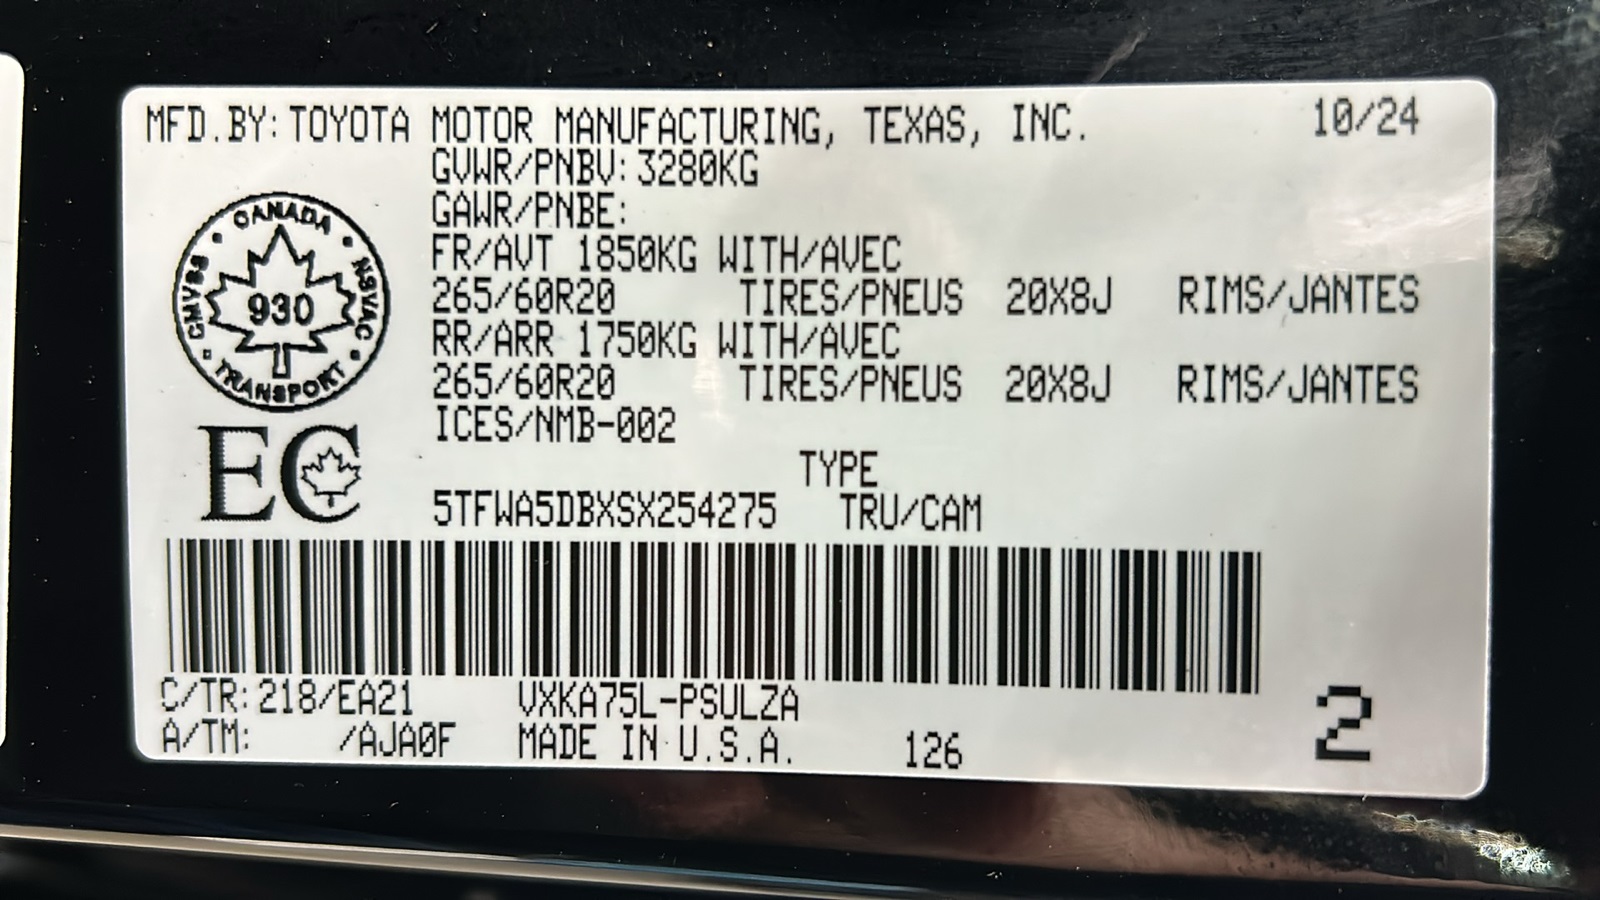 MFD.BY: TOYOTA MOTOR MANUFACTURING, TEXAS, INC. 10/24
GVWR/PNBV: 3280KG
GAWR/PNBE:
FR/AVT 1850KG WITH/AVEC
265/60R20 TIRES/PNEUS 20X8J RIMS/JANTES
RR/ARR 1750KG WITH/AVEC
265/60R20 TIRES/PNEUS 20X8J RIMS/JANTES
ICES/NMB-002
CANADA
CMVSS
NSVAC
930
TRANSPORT
EC
TYPE
5TFWA5DBXSX254275 TRU/CAM
C/TR: 218/EA21 VXKA75L-PSULZA
A/TM: /AJA0F MADE IN U.S.A. 126
2